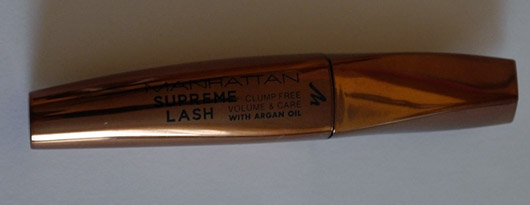 MANHATTAN
SUPREME
LASH
CLUMP FREE
VOLUME & CARE
WITH ARGAN OIL